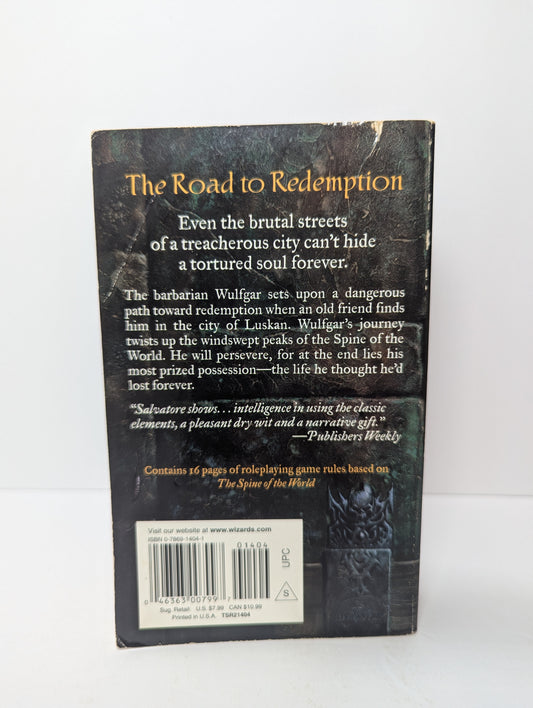 The Road to Redemption
Even the brutal streets
of a treacherous city can't hide
a tortured soul forever.
The barbarian Wulfgar sets upon a dangerous
path toward redemption when an old friend finds
him in the city of Luskan. Wulfgar's journey
twists up the windswept peaks of the Spine of the
World. He will persevere, for at the end lies his
most prized possession—the life he thought he'd
lost forever.
"Salvatore shows. . . intelligence in using the classic
elements, a pleasant dry wit and a narrative gift."
—Publishers Weekly
Contains 16 pages of roleplaying game rules based on
The Spine of the World
Visit our website at www.wizards.com
ISBN 0-7869-1404-1
01404
0 46363 00799 7
UPC
S
Sug. Retail: U.S. $7.99 CAN $10.99
Printed in U.S.A. TSR21404